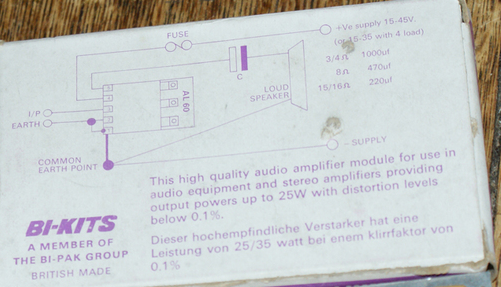 FUSE
+Ve supply 15-45V.
(or 15-35 with 4 load)
3/4Ω 1000uf
8Ω 470uf
15/16Ω 220uf
C
LOUD
SPEAKER
AL 60
I/P
EARTH
– SUPPLY
COMMON
EARTH POINT
This high quality audio amplifier module for use in
audio equipment and stereo amplifiers providing
output powers up to 25W with distortion levels
below 0.1%.
BI-KITS
A MEMBER OF
THE BI-PAK GROUP
BRITISH MADE
Dieser hochempfindliche Verstarker hat eine
Leistung von 25/35 watt bei enem klirrfaktor von
0.1%